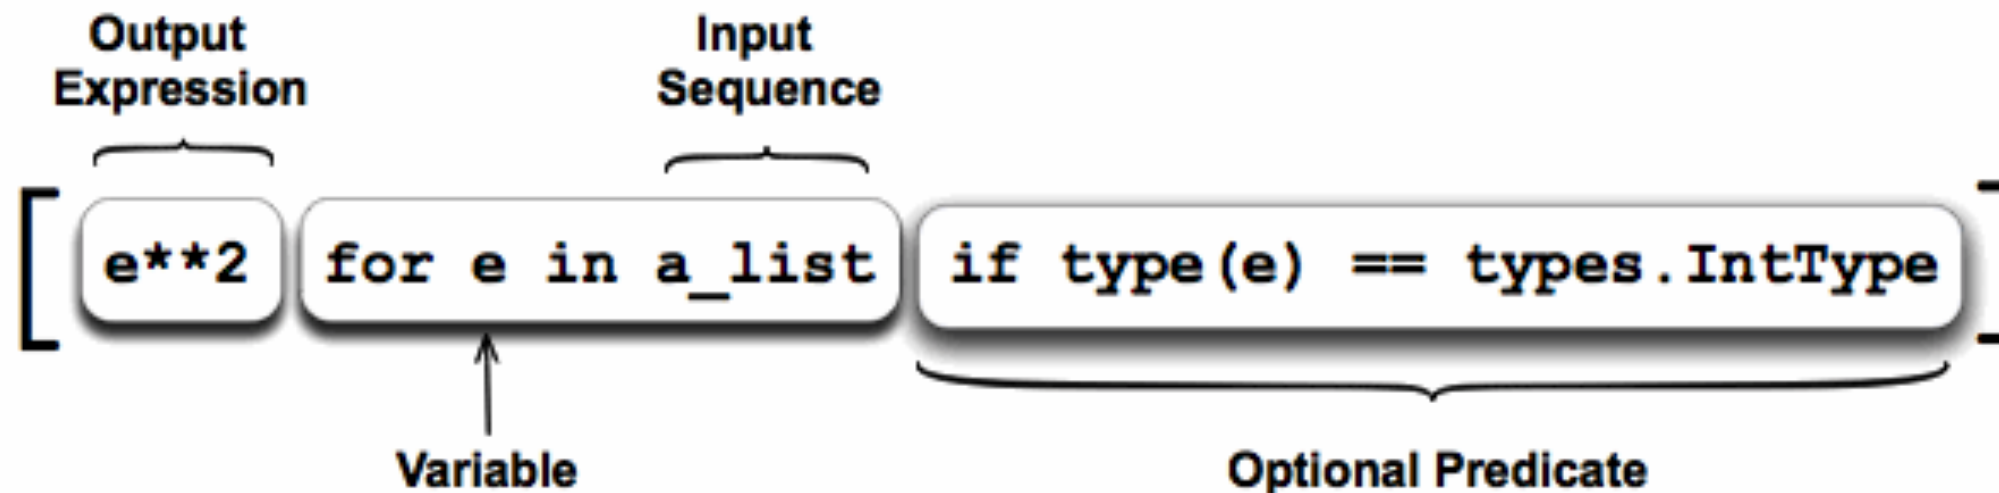 Output
Expression
Input
Sequence
[ e**2 for e in a_list if type(e) == types.IntType ]
Variable
Optional Predicate